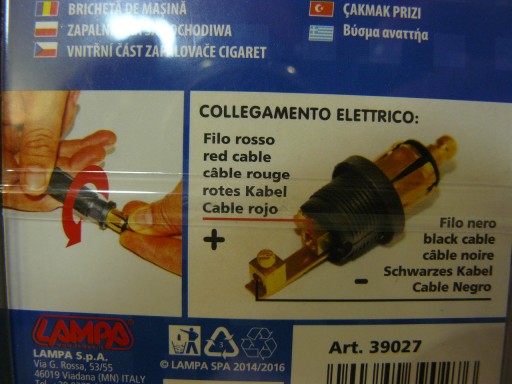 BRICHETĂ DE MAȘINĂ
ÇAKMAK PRIZI
ZAPALN
Βύσμα αναπτήα
VNITŘNÍ ČÁST ZAPALOVAČE CIGARET
COLLEGAMENTO ELETTRICO:
Filo rosso
red cable
câble rouge
rotes Kabel
Cable rojo
+
Filo nero
black cable
câble noire
Schwarzes Kabel
Cable Negro
-
LAMPA
LAMPA S.p.A.
Via G. Rossa, 53/55
46019 Viadana (MN) ITALY
© LAMPA SPA 2014/2016
Art. 39027